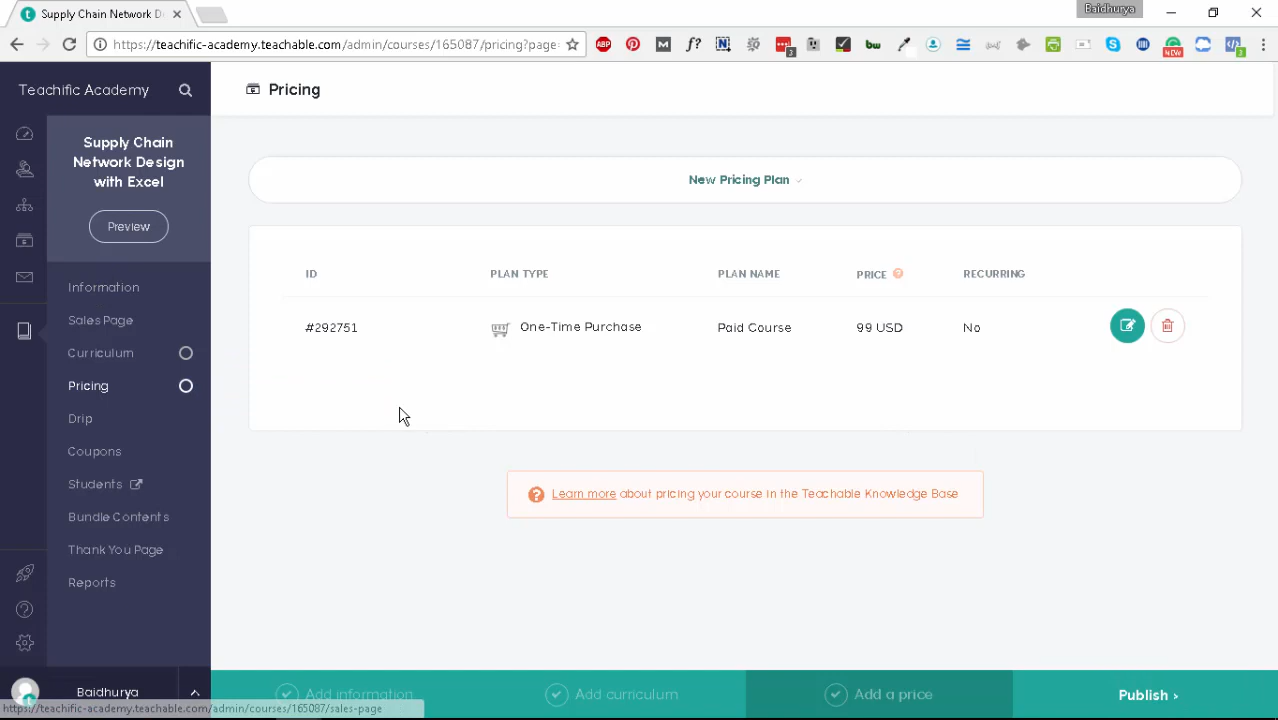 Supply Chain Network D
Baidhurya
https://teachific-academy.teachable.com/admin/courses/165087/pricing?page
Teachific Academy
Pricing
Supply Chain
Network Design
with Excel
Preview
New Pricing Plan
ID PLAN TYPE PLAN NAME PRICE RECURRING
#292751 One-Time Purchase Paid Course 99 USD No
Information
Sales Page
Curriculum
Pricing
Drip
Coupons
Students
Bundle Contents
Thank You Page
Reports
Learn more about pricing your course in the Teachable Knowledge Base
Baidhurya
Add information Add curriculum Add a price Publish ›
https://teachific-academy.teachable.com/admin/courses/165087/sales-page